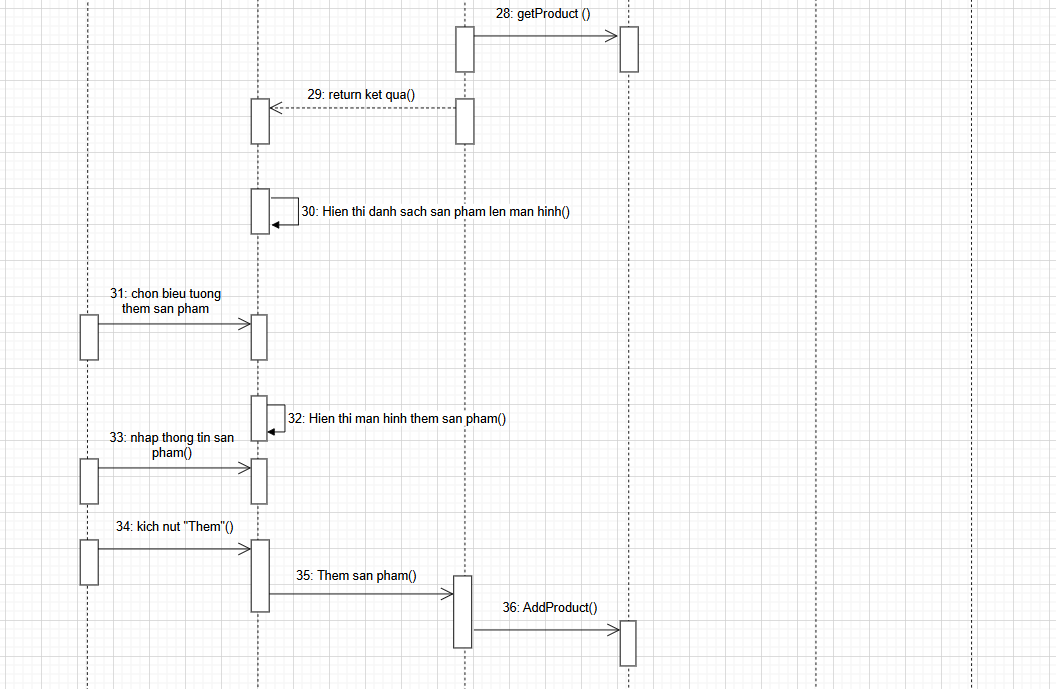 28: getProduct ()
29: return ket qua()
30: Hien thi danh sach san pham len man hinh()
31: chon bieu tuong
them san pham
32: Hien thi man hinh them san pham()
33: nhap thong tin san
pham()
34: kich nut "Them"()
35: Them san pham()
36: AddProduct()